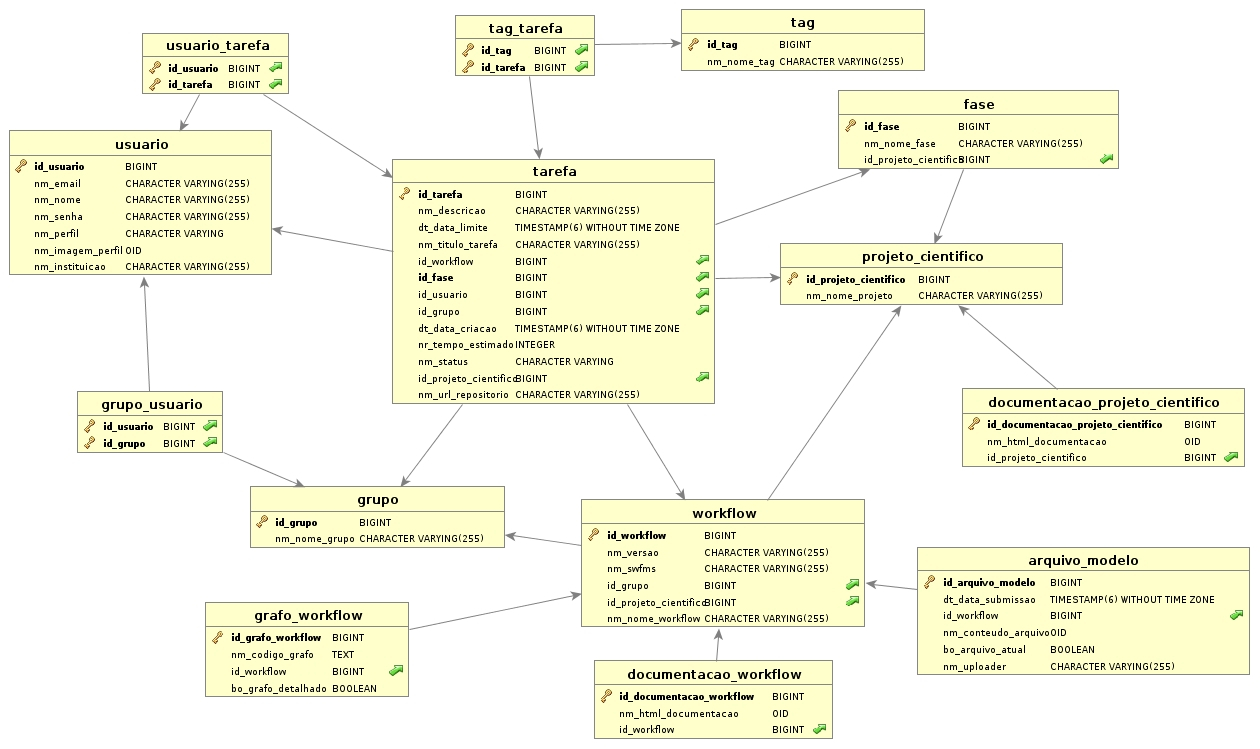 usuario_tarefa
id_usuario BIGINT
id_tarefa BIGINT
tag_tarefa
id_tag BIGINT
id_tarefa BIGINT
tag
id_tag BIGINT
nm_nome_tag CHARACTER VARYING(255)
fase
id_fase BIGINT
nm_nome_fase CHARACTER VARYING(255)
id_projeto_cientifico BIGINT
usuario
id_usuario BIGINT
nm_email CHARACTER VARYING(255)
nm_nome CHARACTER VARYING(255)
nm_senha CHARACTER VARYING(255)
nm_perfil CHARACTER VARYING
nm_imagem_perfil OID
nm_instituicao CHARACTER VARYING(255)
tarefa
id_tarefa BIGINT
nm_descricao CHARACTER VARYING(255)
dt_data_limite TIMESTAMP(6) WITHOUT TIME ZONE
nm_titulo_tarefa CHARACTER VARYING(255)
id_workflow BIGINT
id_fase BIGINT
id_usuario BIGINT
id_grupo BIGINT
dt_data_criacao TIMESTAMP(6) WITHOUT TIME ZONE
nr_tempo_estimado INTEGER
nm_status CHARACTER VARYING
id_projeto_cientifico BIGINT
nm_url_repositorio CHARACTER VARYING(255)
projeto_cientifico
id_projeto_cientifico BIGINT
nm_nome_projeto CHARACTER VARYING(255)
grupo_usuario
id_usuario BIGINT
id_grupo BIGINT
documentacao_projeto_cientifico
id_documentacao_projeto_cientifico BIGINT
nm_html_documentacao OID
id_projeto_cientifico BIGINT
grupo
id_grupo BIGINT
nm_nome_grupo CHARACTER VARYING(255)
workflow
id_workflow BIGINT
nm_versao CHARACTER VARYING(255)
nm_swfms CHARACTER VARYING(255)
id_grupo BIGINT
id_projeto_cientifico BIGINT
nm_nome_workflow CHARACTER VARYING(255)
arquivo_modelo
id_arquivo_modelo BIGINT
dt_data_submissao TIMESTAMP(6) WITHOUT TIME ZONE
id_workflow BIGINT
nm_conteudo_arquivo OID
bo_arquivo_atual BOOLEAN
nm_uploader CHARACTER VARYING(255)
grafo_workflow
id_grafo_workflow BIGINT
nm_codigo_grafo TEXT
id_workflow BIGINT
bo_grafo_detalhado BOOLEAN
documentacao_workflow
id_documentacao_workflow BIGINT
nm_html_documentacao OID
id_workflow BIGINT